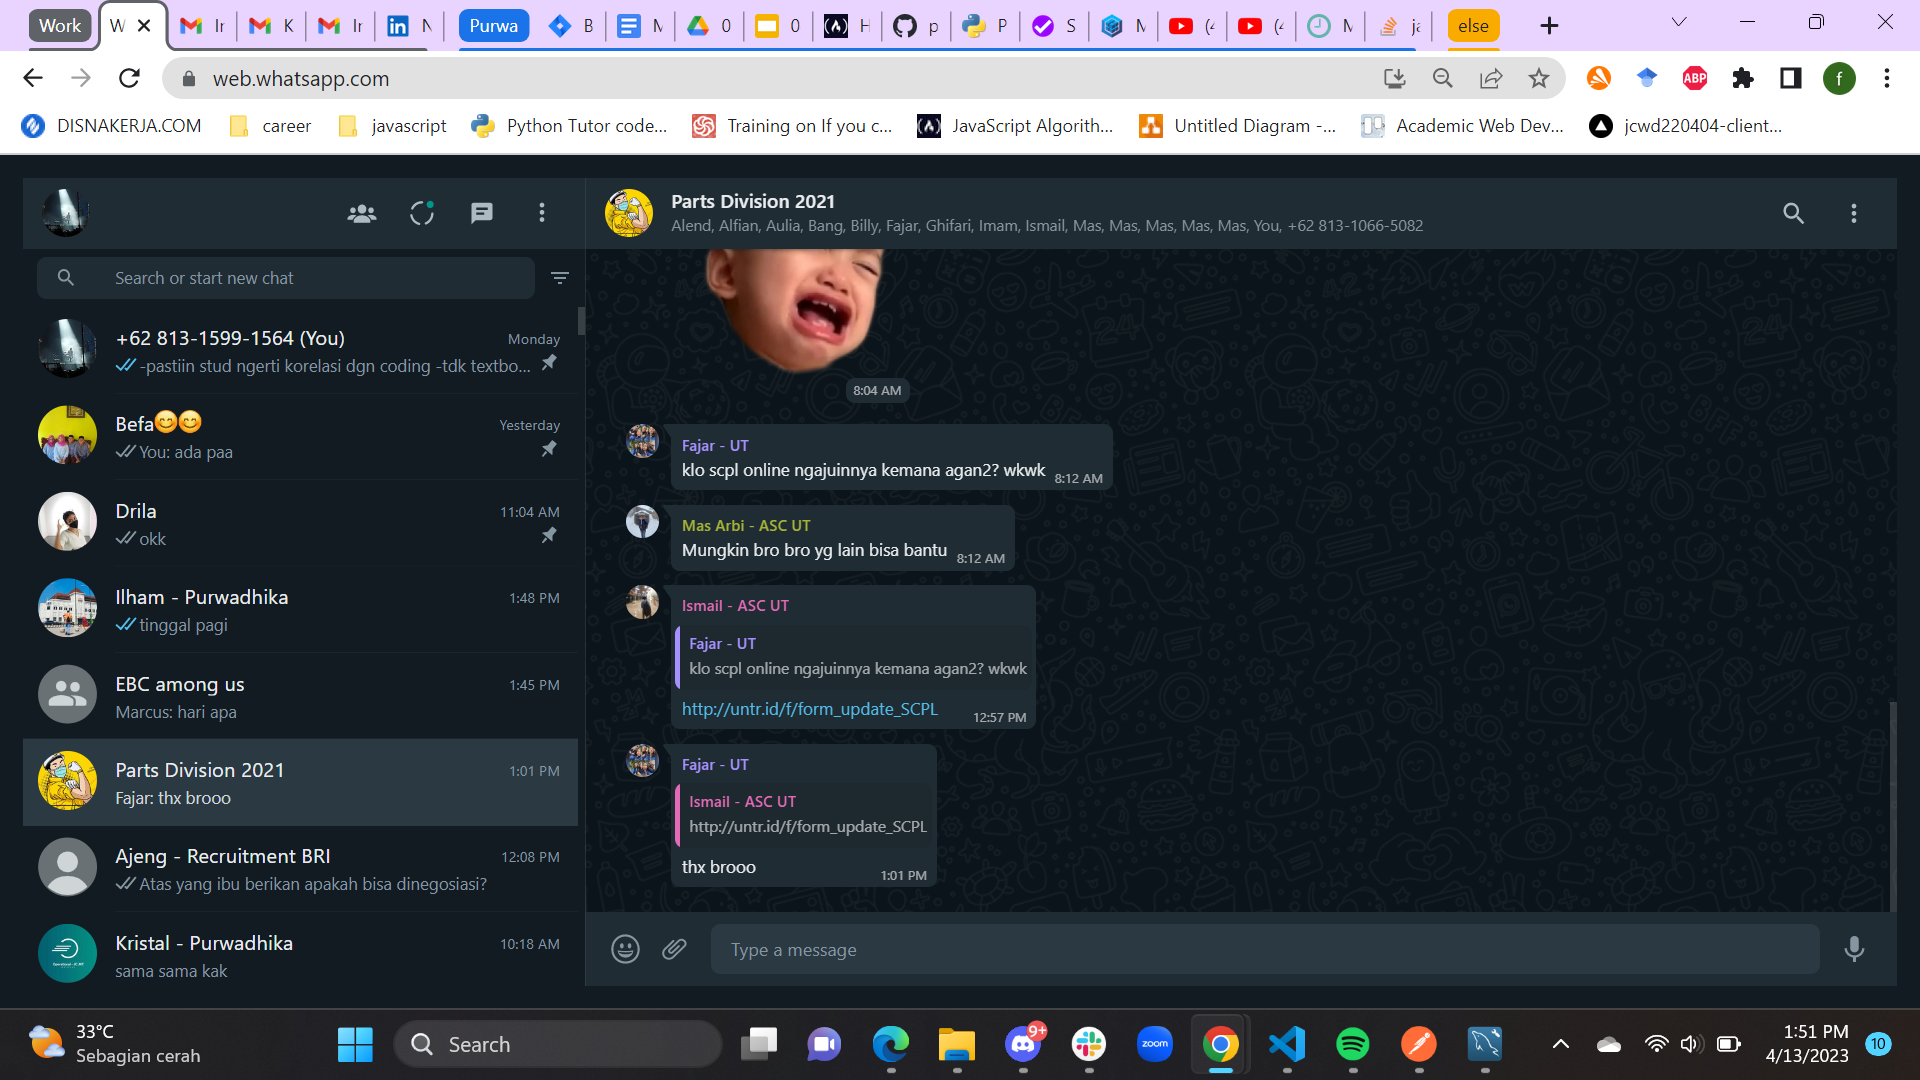 Work
W
Ir
K
Ir
N
Purwa
B
M
0
0
H
p
P
S
M
(4
(4
M
ja
else
web.whatsapp.com
ABP
f
DISNAKERJA.COM
career
javascript
Python Tutor code...
Training on If you c...
JavaScript Algorith...
Untitled Diagram -...
Academic Web Dev...
jcwd220404-client...
Search or start new chat
+62 813-1599-1564 (You)
Monday
-pastiin stud ngerti korelasi dgn coding -tdk textbo...
Befa😊😊
Yesterday
You: ada paa
Drila
11:04 AM
okk
Ilham - Purwadhika
1:48 PM
tinggal pagi
EBC among us
1:45 PM
Marcus: hari apa
Parts Division 2021
1:01 PM
Fajar: thx brooo
Ajeng - Recruitment BRI
12:08 PM
Atas yang ibu berikan apakah bisa dinegosiasi?
Kristal - Purwadhika
10:18 AM
sama sama kak
Parts Division 2021
Alend, Alfian, Aulia, Bang, Billy, Fajar, Ghifari, Imam, Ismail, Mas, Mas, Mas, Mas, Mas, You, +62 813-1066-5082
8:04 AM
Fajar - UT
klo scpl online ngajuinnya kemana agan2? wkwk
8:12 AM
Mas Arbi - ASC UT
Mungkin bro bro yg lain bisa bantu
8:12 AM
Ismail - ASC UT
Fajar - UT
klo scpl online ngajuinnya kemana agan2? wkwk
http://untr.id/f/form_update_SCPL
12:57 PM
Fajar - UT
Ismail - ASC UT
http://untr.id/f/form_update_SCPL
thx brooo
1:01 PM
Type a message
33°C
Sebagian cerah
Search
9+
zoom
1:51 PM
4/13/2023
10